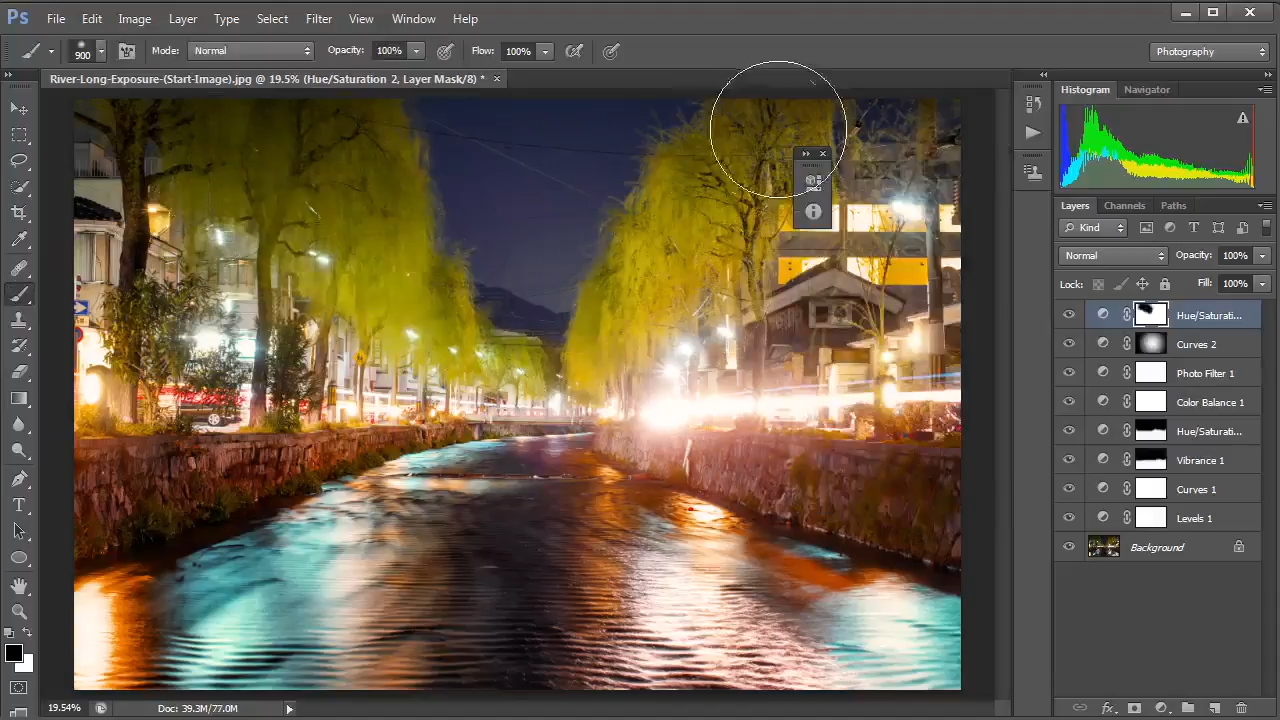 Ps File Edit Image Layer Type Select Filter View Window Help
900 Mode: Normal Opacity: 100% Flow: 100% Photography
River-Long-Exposure-(Start-Image).jpg @ 19.5% (Hue/Saturation 2, Layer Mask/8) *
Histogram Navigator
Layers Channels Paths
Kind
Normal Opacity: 100%
Lock: Fill: 100%
Hue/Saturati...
Curves 2
Photo Filter 1
Color Balance 1
Hue/Saturati...
Vibrance 1
Curves 1
Levels 1
Background
19.54% Doc: 39.3M/77.0M